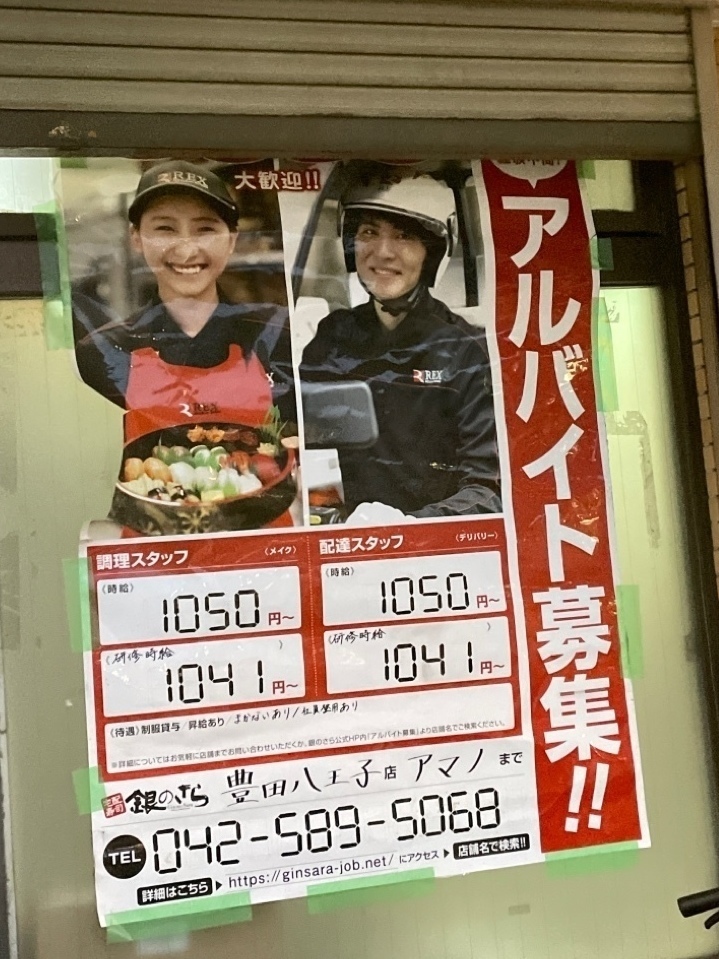 大歓迎!!
REX
REX
REX
アルバイト募集!!
調理スタッフ (メイク)
(時給)
1050円～
(研修時給)
1041円～
配達スタッフ (デリバリー)
(時給)
1050円～
(研修時給)
1041円～
(待遇)制服貸与/昇給あり/まかないあり/社員登用あり
※詳細についてはお気軽に店舗までお問い合わせいただくか、銀のさら公式HP内「アルバイト募集」より店舗名でご検索ください。
宅配寿司 銀のさら 豊田八王子店 アマノ まで
TEL 042-589-5068
詳細はこちら▶ https://ginsara-job.net/ にアクセス▶ 店舗名で検索!!